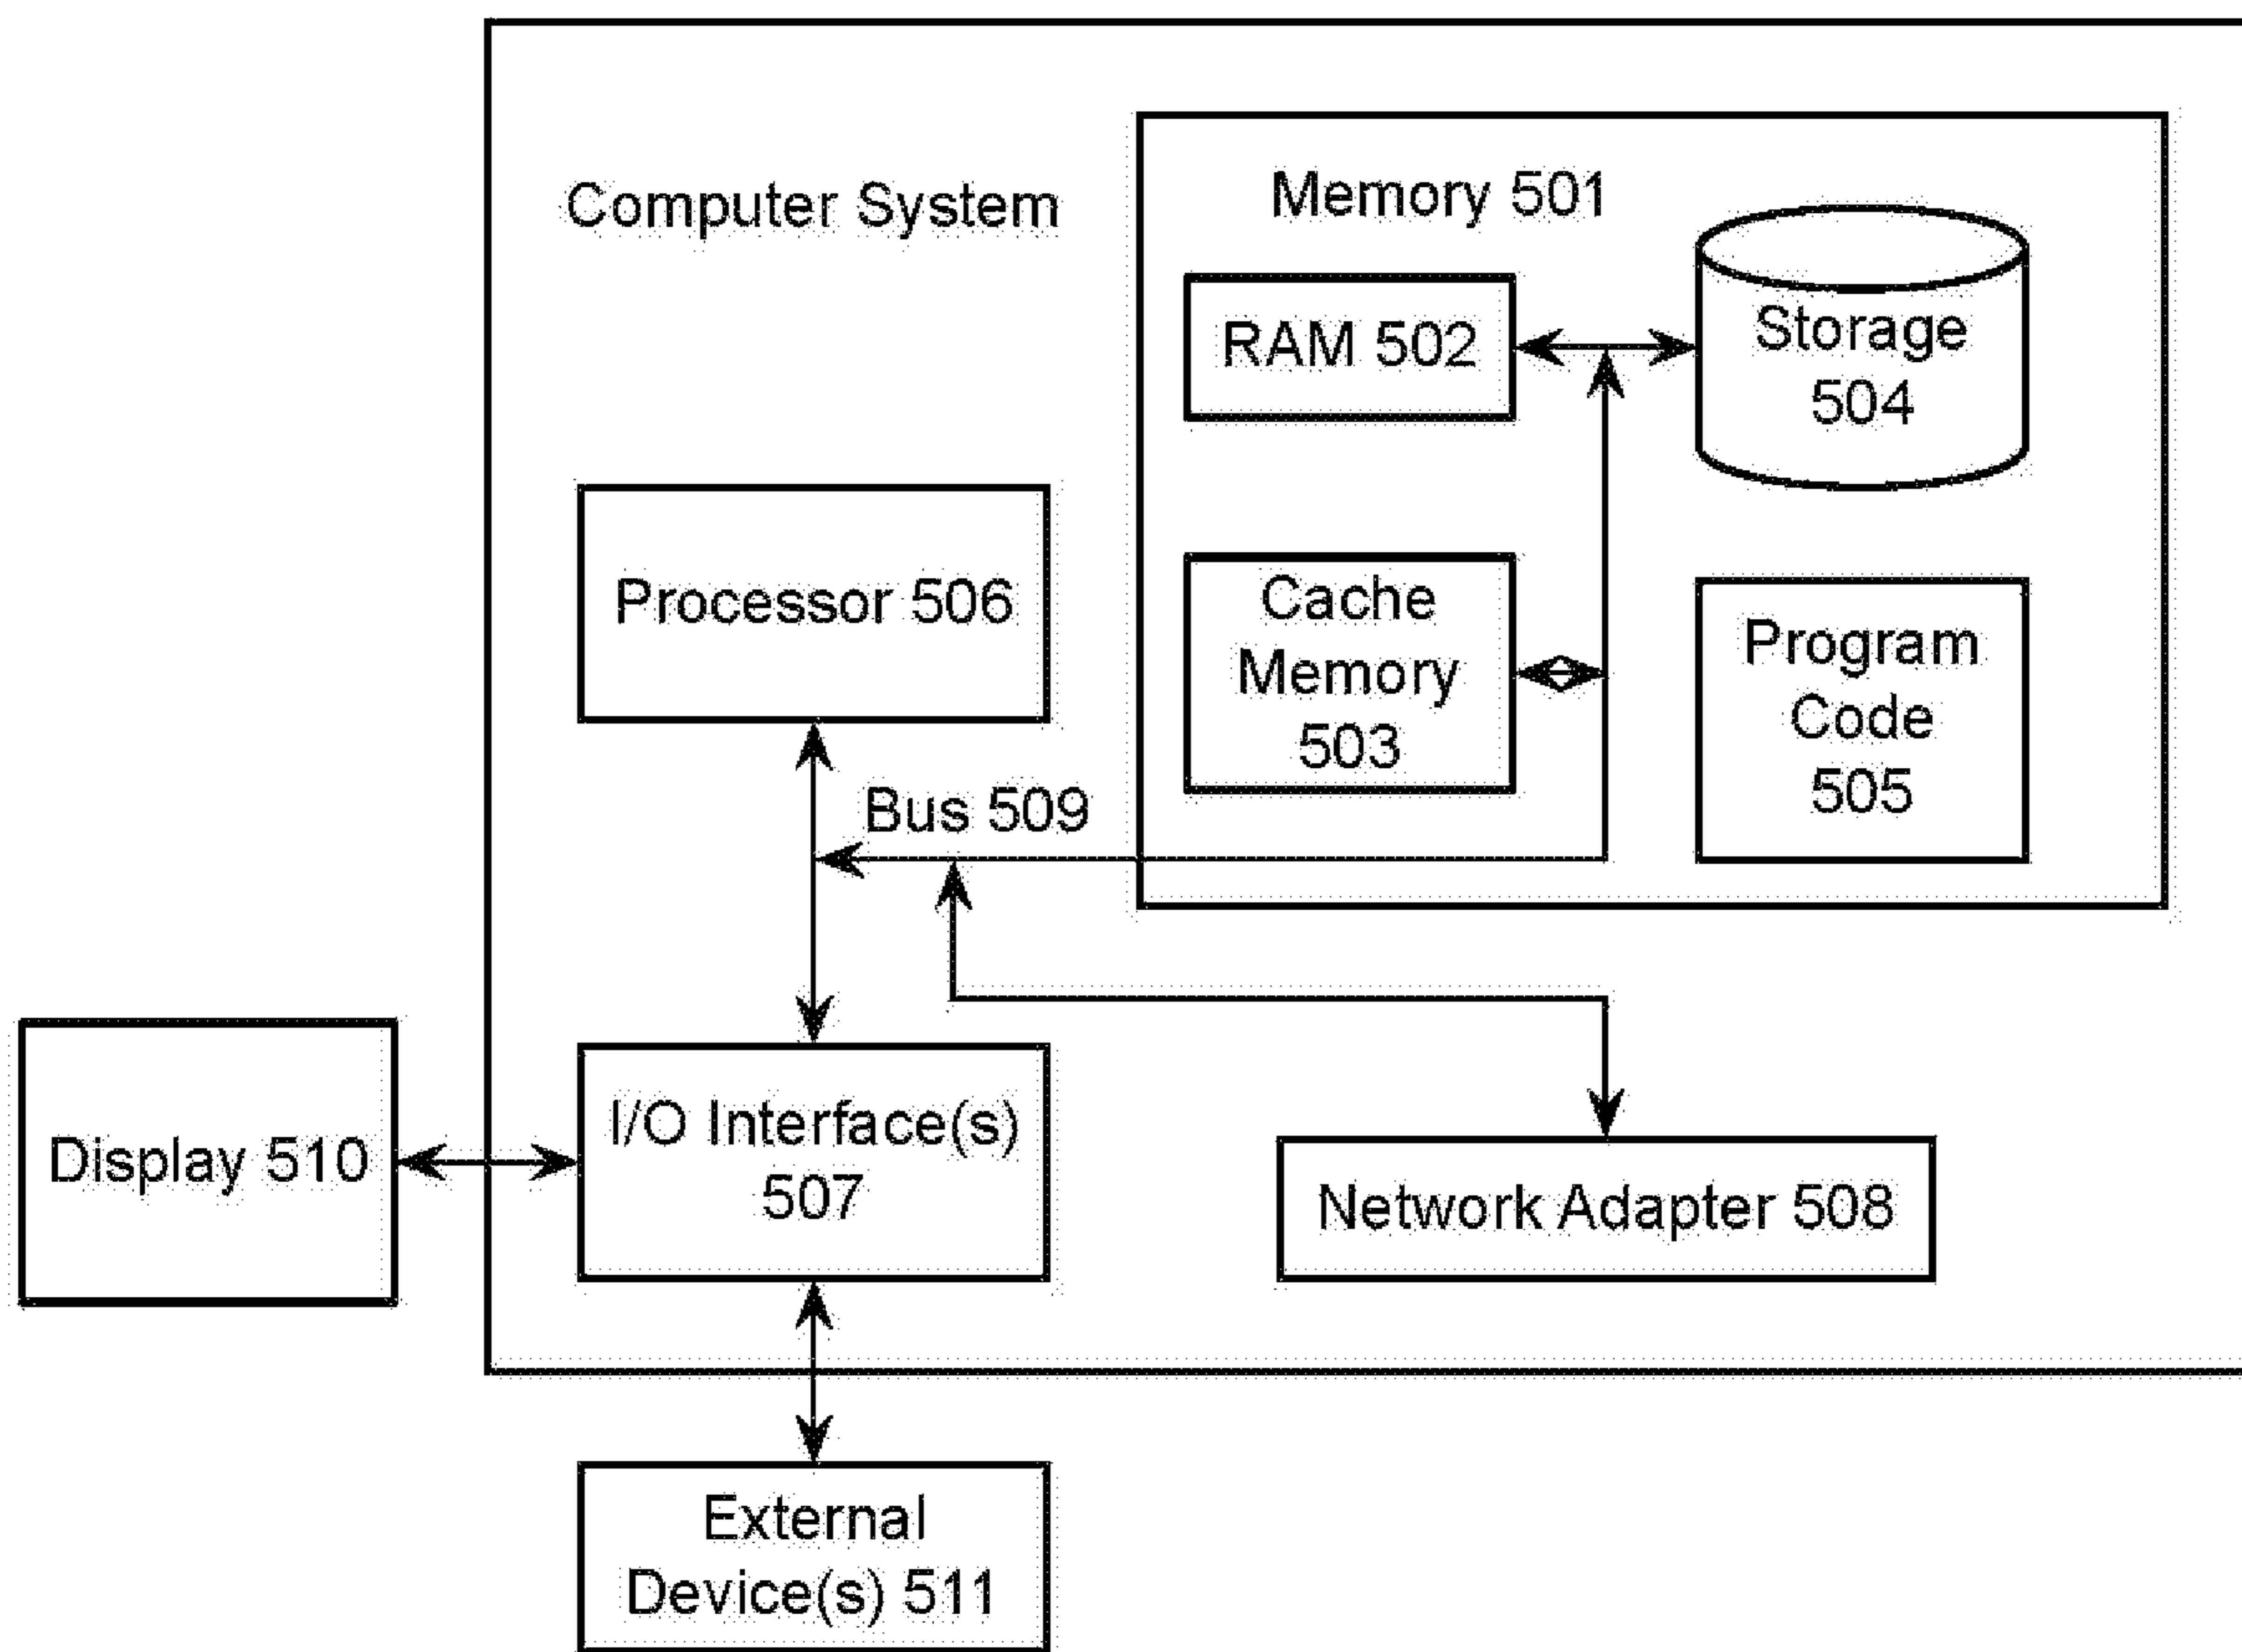 Computer System
Memory 501
RAM 502
Storage
504
Processor 506
Cache
Memory
503
Program
Code
505
Bus 509
Display 510
I/O Interface(s)
507
Network Adapter 508
External
Device(s) 511